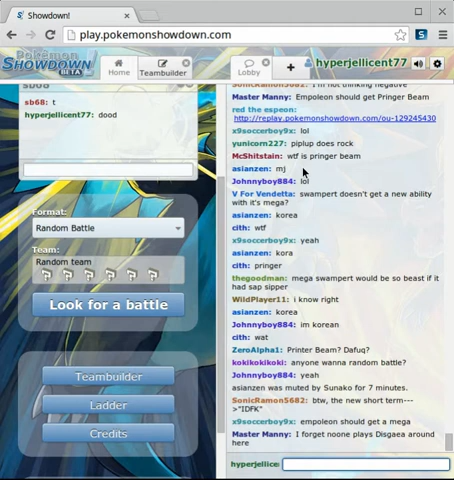 Showdown!
play.pokemonshowdown.com
Pokémon
SHOWDOWN
BETA
Home
Teambuilder
Lobby
hyperjellicent77
sb68
sb68: t
hyperjellicent77: dood
Format:
Random Battle
Team:
Random team
Look for a battle
Teambuilder
Ladder
Credits
SonicRamon5682: I'm not thinking negative
Master Manny: Empoleon should get Pringer Beam
red the espeon:
http://replay.pokemonshowdown.com/ou-129245430
x9soccerboy9x: lol
yunicorn227: piplup does rock
McShitstain: wtf is pringer beam
asianzen: mj
Johnnyboy884: lol
V For Vendetta: swampert doesn't get a new ability
with it's mega?
asianzen: korea
cith: wtf
x9soccerboy9x: yeah
asianzen: kora
cith: pringer
thegoodman: mega swampert would be so beast if it
had sap sipper
WildPlayer11: i know right
asianzen: korea
Johnnyboy884: im korean
cith: wat
ZeroAlpha1: Printer Beam? Dafuq?
kokikokikoki: anyone wanna random battle?
Johnnyboy884: yeah
asianzen was muted by Sunako for 7 minutes.
SonicRamon5682: btw, the new short term---
>"IDFK"
x9soccerboy9x: empoleon should get a mega
Master Manny: I forget noone plays Disgaea around
here
hyperjellice